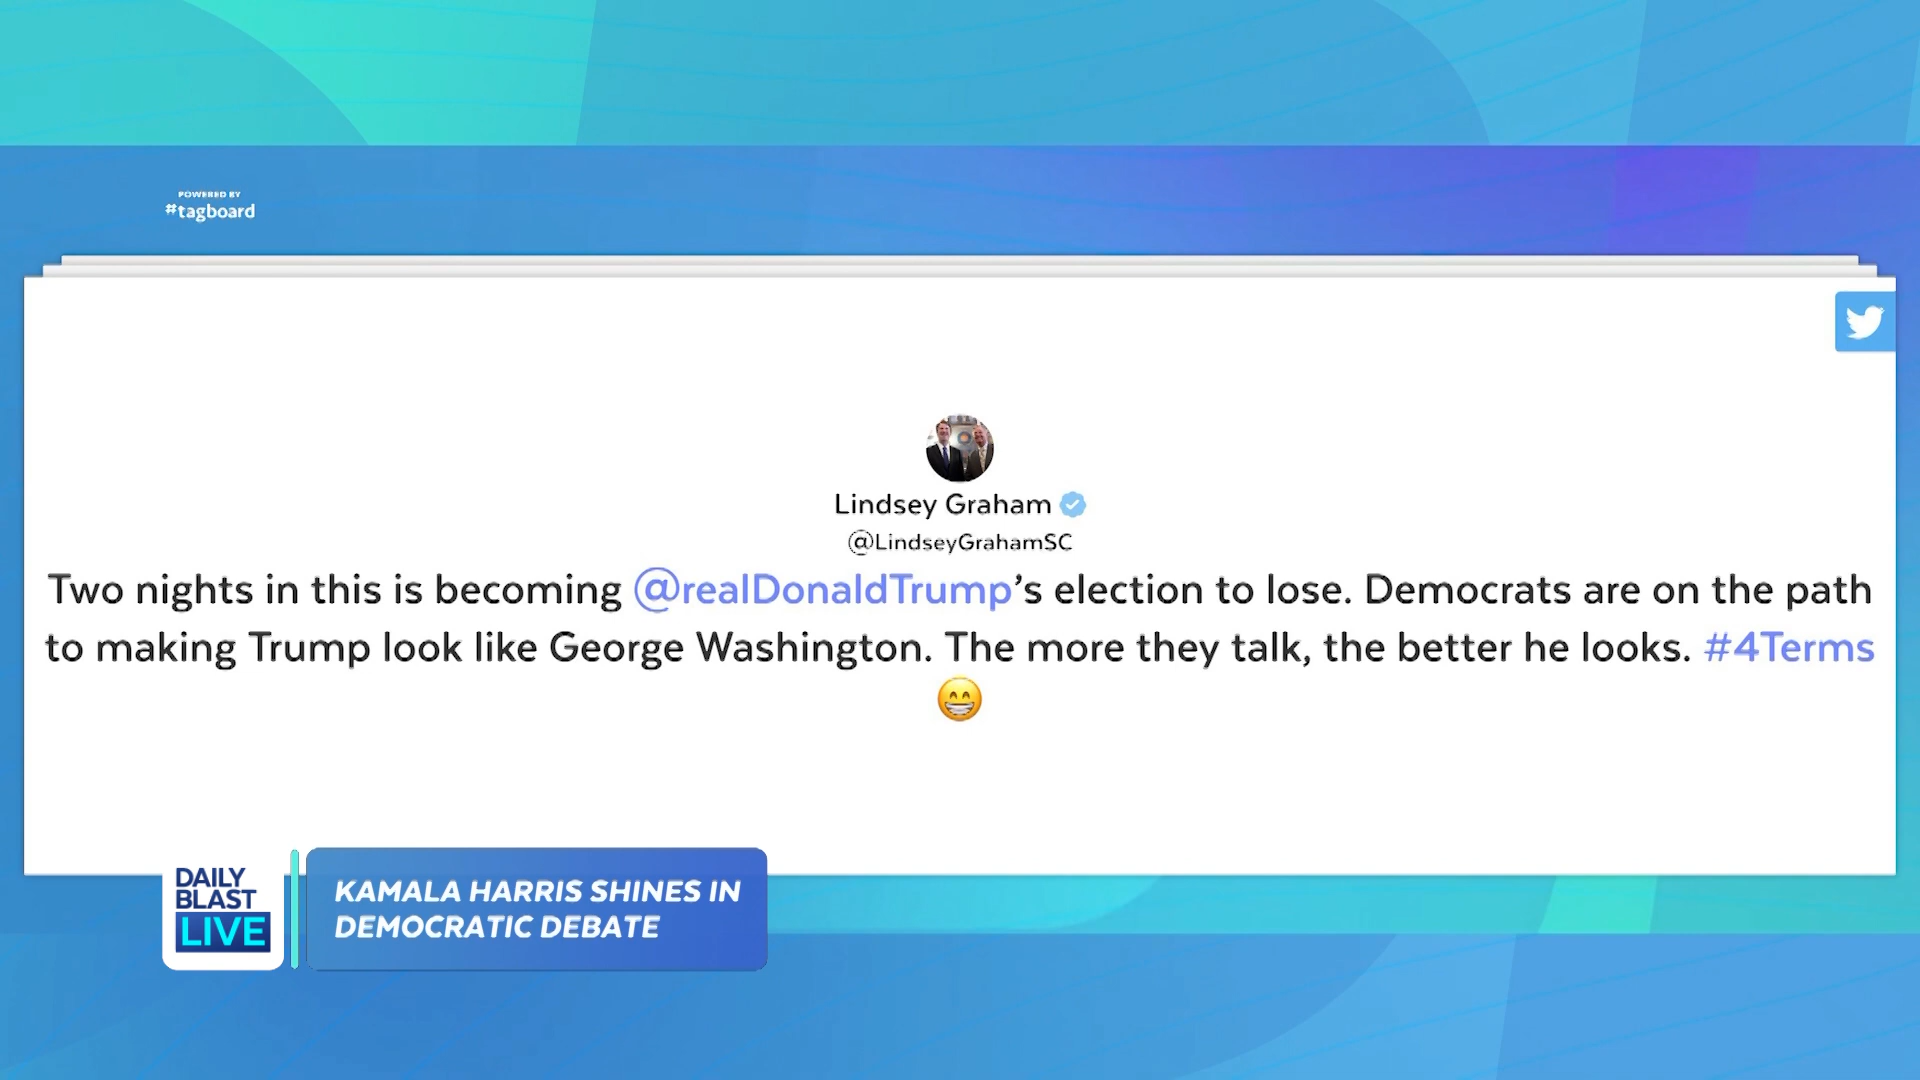 POWERED BY
#tagboard
Lindsey Graham
@LindseyGrahamSC
Two nights in this is becoming @realDonaldTrump’s election to lose. Democrats are on the path
to making Trump look like George Washington. The more they talk, the better he looks. #4Terms
😁
DAILY
BLAST
LIVE
KAMALA HARRIS SHINES IN
DEMOCRATIC DEBATE